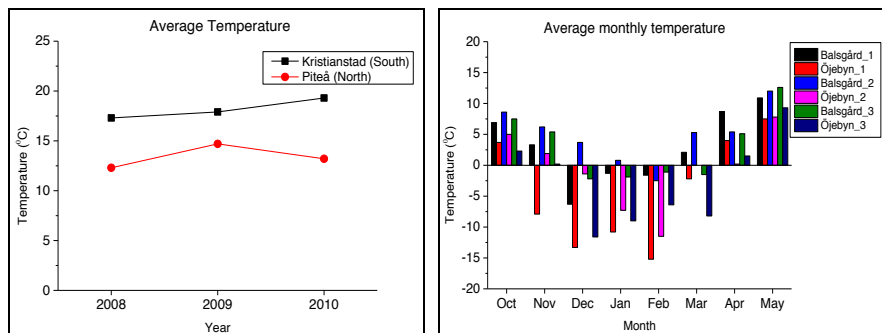 Average Temperature
25
20
15
10
5
0
Temperature (⁰C)
Kristianstad (South)
Piteå (North)
2008
2009
2010
Year
Average monthly temperature
20
15
10
5
0
-5
-10
-15
-20
Temperature (⁰C)
Balsgård_1
Öjebyn_1
Balsgård_2
Öjebyn_2
Balsgård_3
Öjebyn_3
Oct Nov Dec Jan Feb Mar Apr May
Month